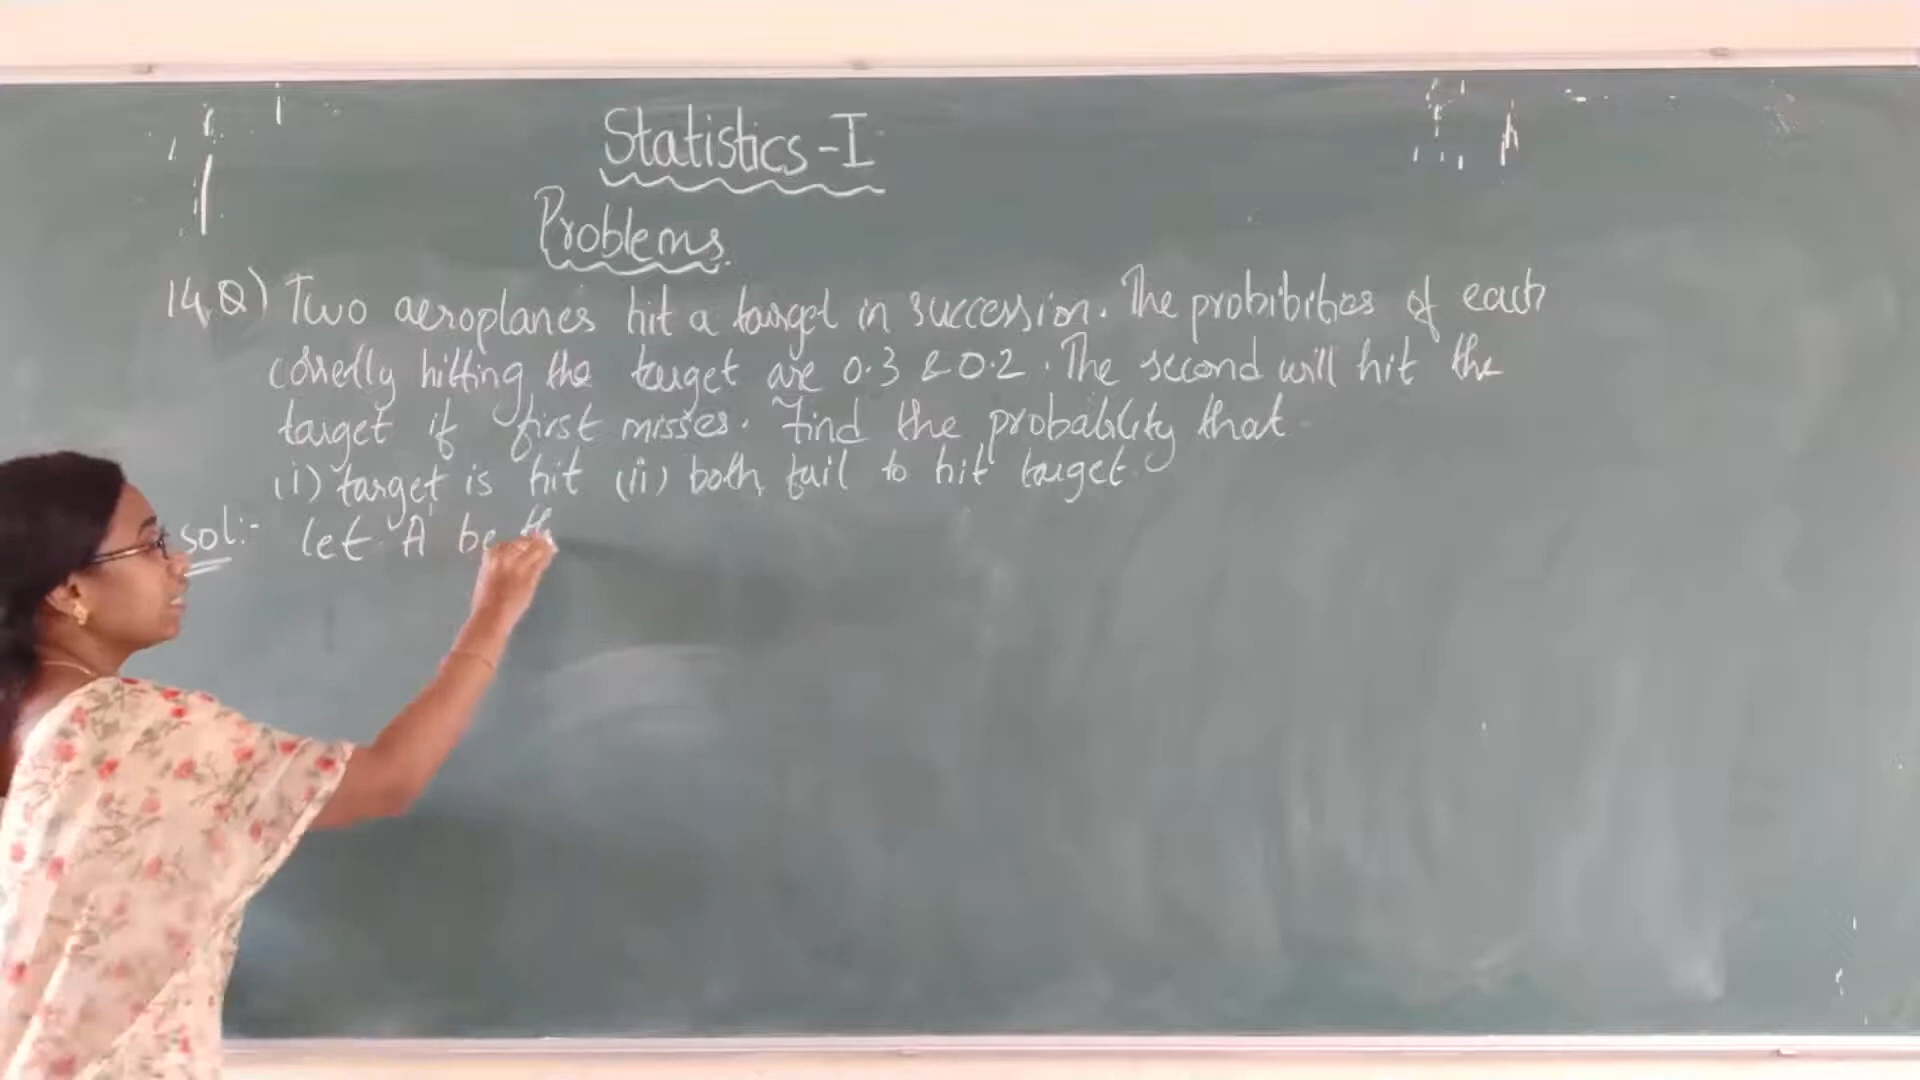 Statistics-I
Problems.
14.Q) Two aeroplanes hit a target in succession. The probibities of each
correctly hitting the target are 0.3 & 0.2. The second will hit the
target if first misses. Find the probability that
(i) target is hit (ii) both fail to hit target.
sol:- let A be th